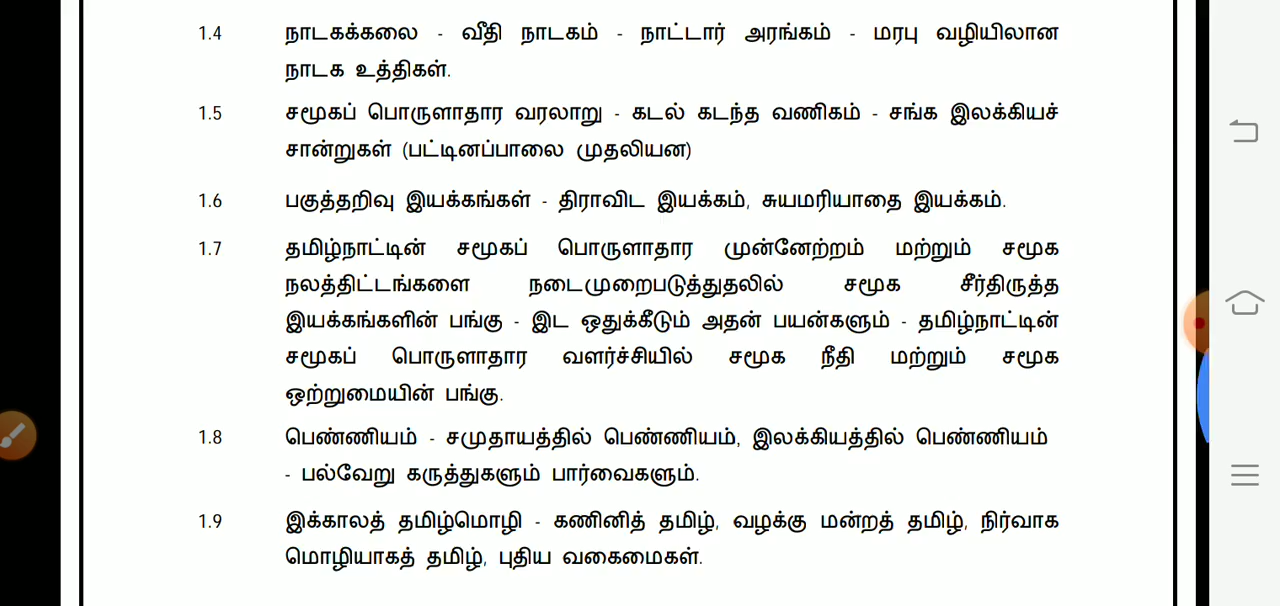 1.4 நாடகக்கலை - வீதி நாடகம் - நாட்டார் அரங்கம் - மரபு வழியிலான
நாடக உத்திகள்.
1.5 சமூகப் பொருளாதார வரலாறு - கடல் கடந்த வணிகம் - சங்க இலக்கியச்
சான்றுகள் (பட்டினப்பாலை முதலியன)
1.6 பகுத்தறிவு இயக்கங்கள் - திராவிட இயக்கம், சுயமரியாதை இயக்கம்.
1.7 தமிழ்நாட்டின் சமூகப் பொருளாதார முன்னேற்றம் மற்றும் சமூக
நலத்திட்டங்களை நடைமுறைபடுத்துதலில் சமூக சீர்திருத்த
இயக்கங்களின் பங்கு - இட ஒதுக்கீடும் அதன் பயன்களும் - தமிழ்நாட்டின்
சமூகப் பொருளாதார வளர்ச்சியில் சமூக நீதி மற்றும் சமூக
ஒற்றுமையின் பங்கு.
1.8 பெண்ணியம் - சமுதாயத்தில் பெண்ணியம், இலக்கியத்தில் பெண்ணியம்
- பல்வேறு கருத்துகளும் பார்வைகளும்.
1.9 இக்காலத் தமிழ்மொழி - கணினித் தமிழ், வழக்கு மன்றத் தமிழ், நிர்வாக
மொழியாகத் தமிழ், புதிய வகைமைகள்.